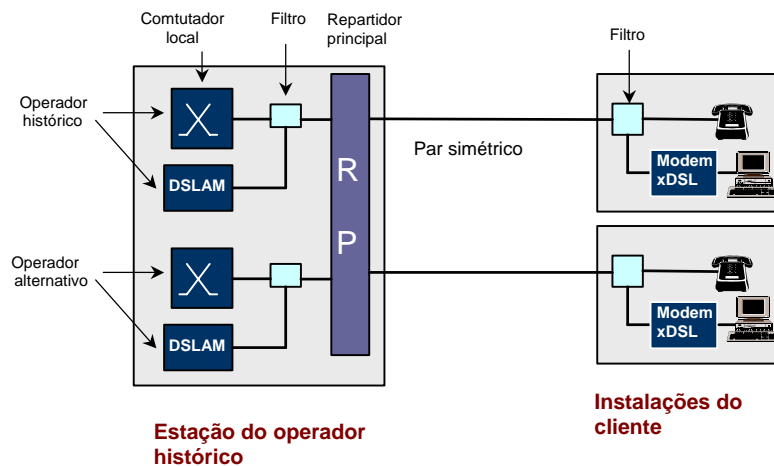 Comtutador
local
Filtro
Repartidor
principal
Filtro
Operador
histórico
DSLAM
R
P
Par simétrico
Modem
xDSL
Operador
alternativo
DSLAM
Modem
xDSL
Estação do operador
histórico
Instalações do
cliente